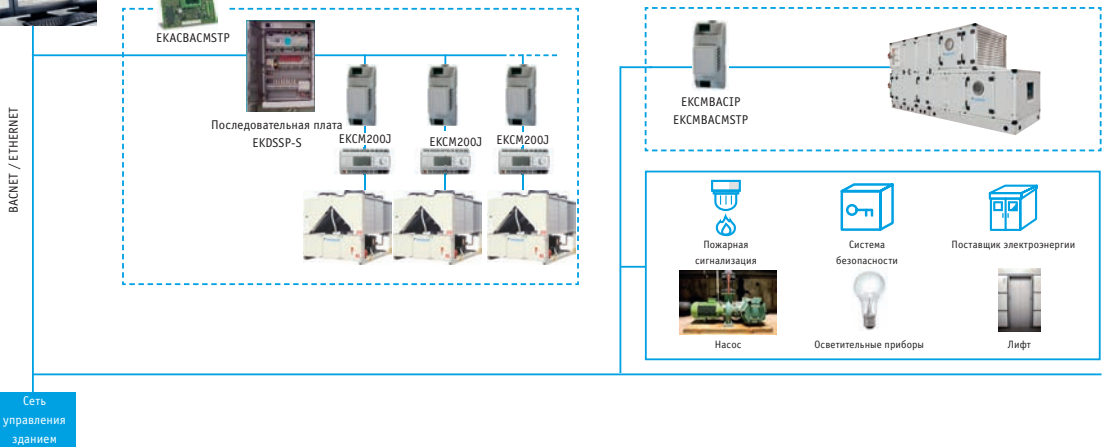 EKACBACMSTP
Последовательная плата
EKDSSP-S
EKCM200J
EKCM200J
EKCM200J
BACNET / ETHERNET
EKCMBACIP
EKCMBACMSTP
Пожарная
сигнализация
Система
безопасности
Поставщик электроэнергии
Насос
Осветительные приборы
Лифт
Сеть
управления
зданием